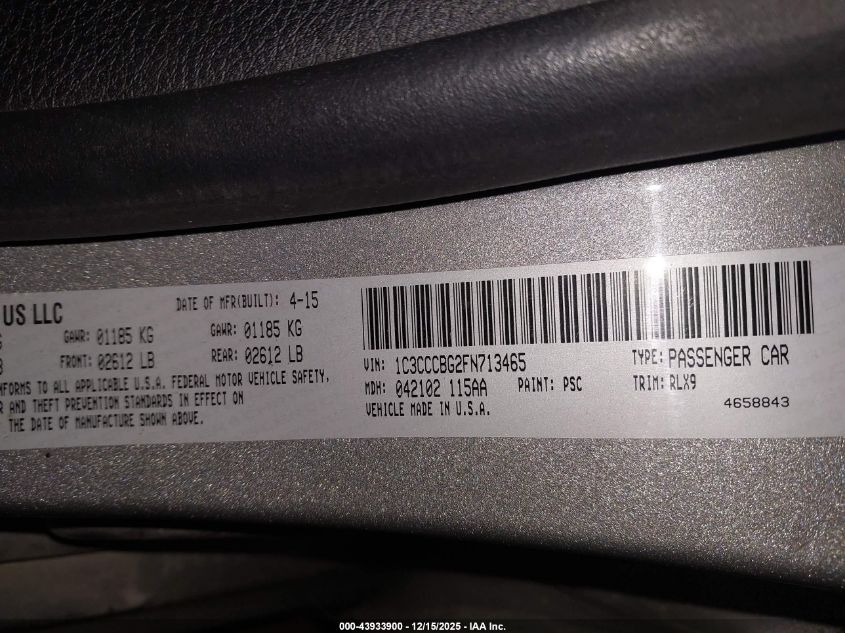 US LLC
DATE OF MFR(BUILT): 4-15
GAWR: 01185 KG GAWR: 01185 KG
FRONT: 02612 LB REAR: 02612 LB
TO ALL APPLICABLE U.S.A. FEDERAL MOTOR VEHICLE SAFETY,
AND THEFT PREVENTION STANDARDS IN EFFECT ON
THE DATE OF MANUFACTURE SHOWN ABOVE.
VIN: 1C3CCCBG2FN713465 TYPE: PASSENGER CAR
MDH: 042102 115AA PAINT: PSC TRIM: RLX9
VEHICLE MADE IN U.S.A. 4658843
000-43933900 - 12/15/2025 - IAA Inc.